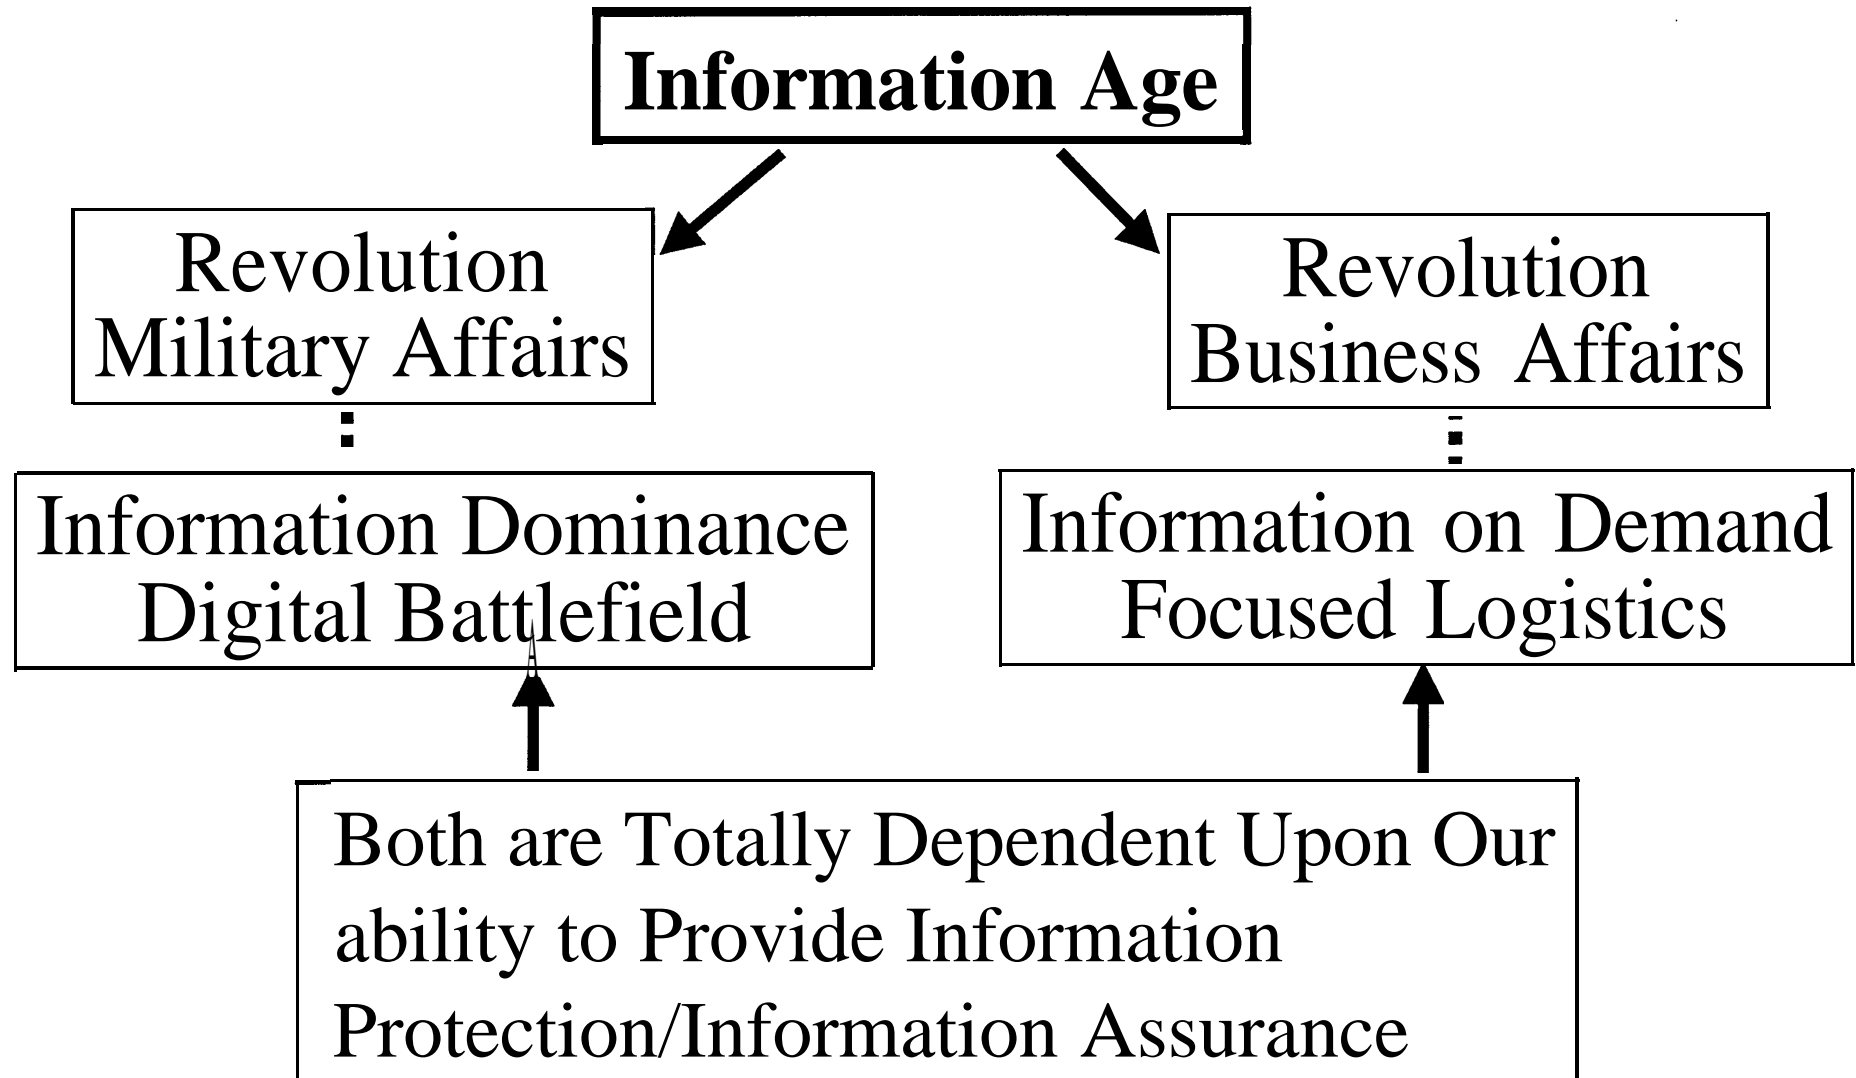 Information Age
Revolution
Military Affairs
Revolution
Business Affairs
Information Dominance
Digital Battlefield
Information on Demand
Focused Logistics
Both are Totally Dependent Upon Our
ability to Provide Information
Protection/Information Assurance